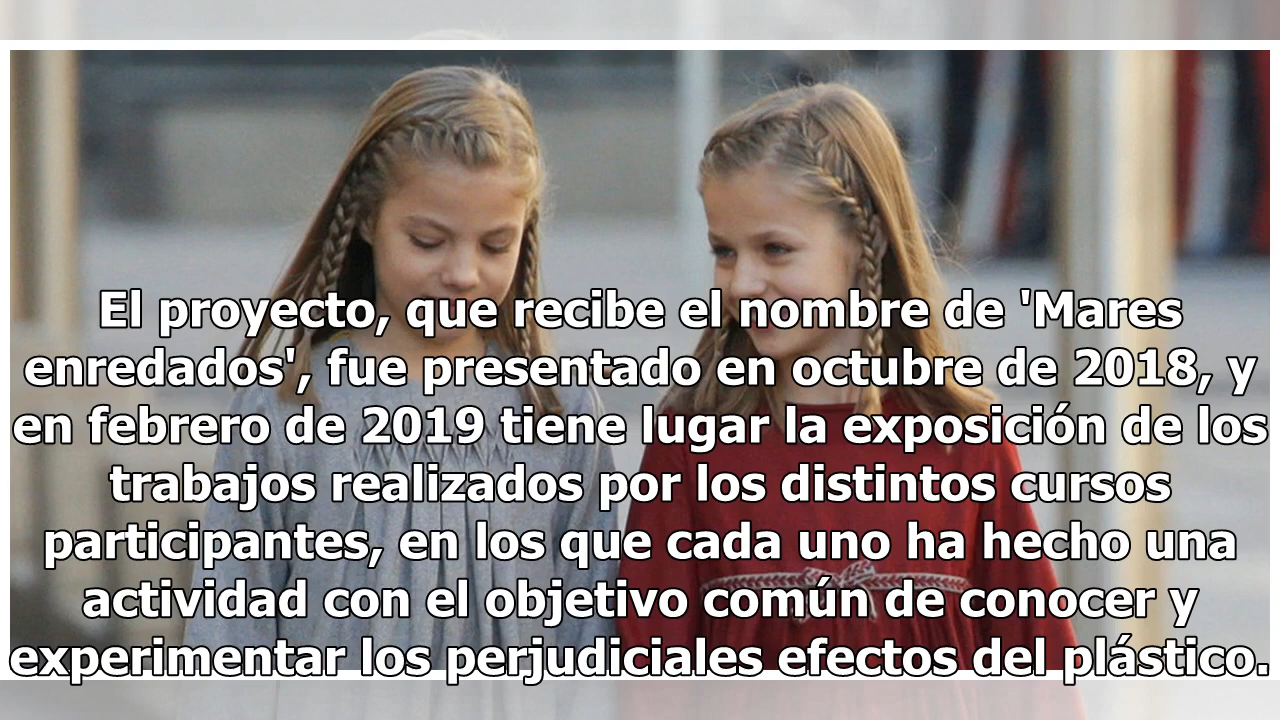 El proyecto, que recibe el nombre de 'Mares
enredados', fue presentado en octubre de 2018, y
en febrero de 2019 tiene lugar la exposición de los
trabajos realizados por los distintos cursos
participantes, en los que cada uno ha hecho una
actividad con el objetivo común de conocer y
experimentar los perjudiciales efectos del plástico.